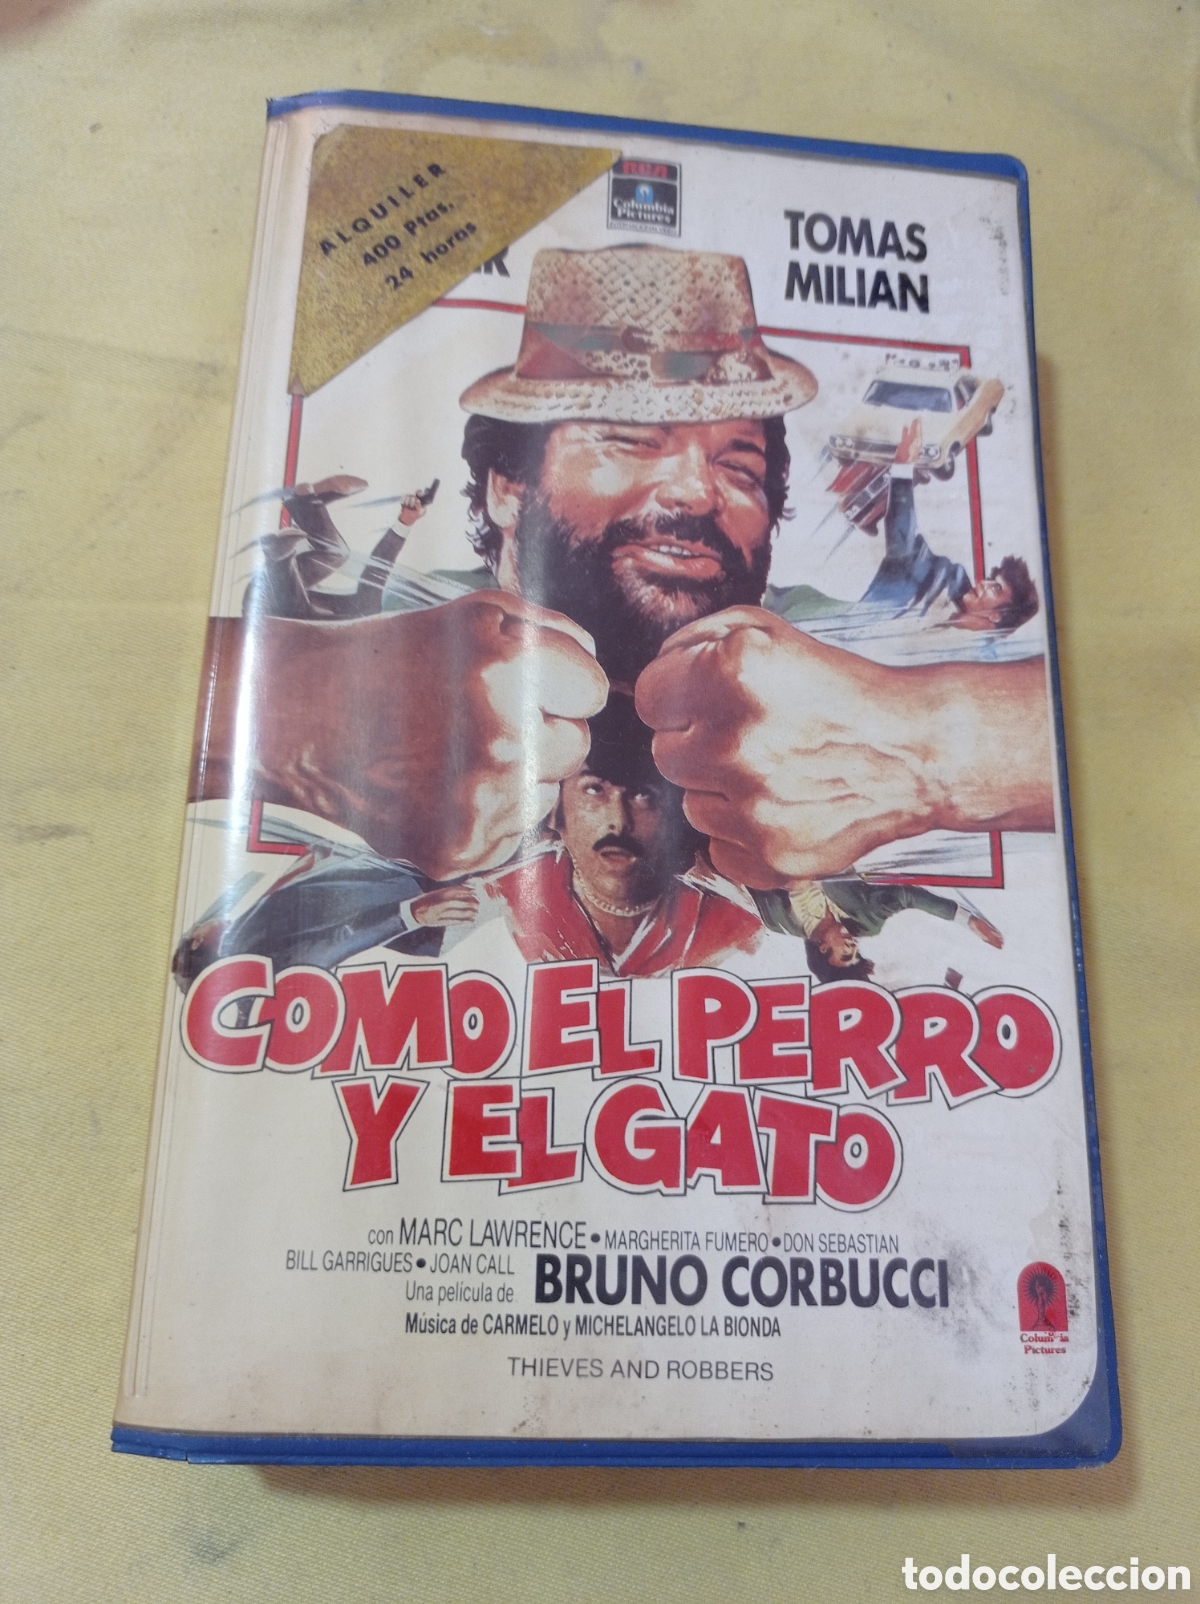 ALQUILER
400 Ptas.
24 horas
RCA
Columbia
Pictures
TOMAS
MILIAN
COMO EL PERRO
Y EL GATO
con MARC LAWRENCE • MARGHERITA FUMERO • DON SEBASTIAN
BILL GARRIGUES • JOAN CALL
Una película de BRUNO CORBUCCI
Música de CARMELO y MICHELANGELO LA BIONDA
THIEVES AND ROBBERS
Columbia
Pictures
todocoleccion